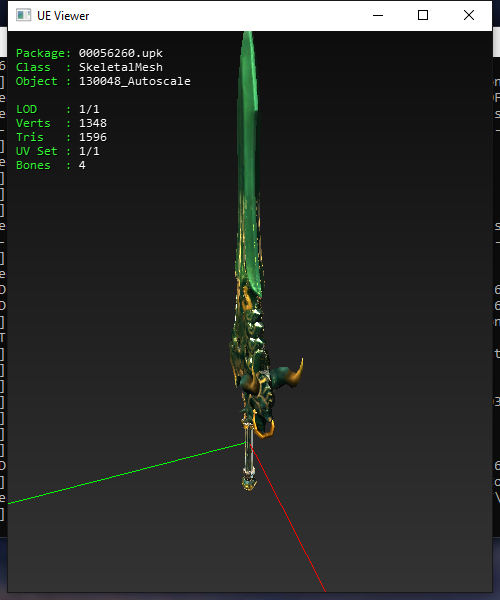 UE Viewer
Package: 00056260.upk
Class  : SkeletalMesh
Object : 130048_Autoscale
LOD    : 1/1
Verts  : 1348
Tris   : 1596
UV Set : 1/1
Bones  : 4